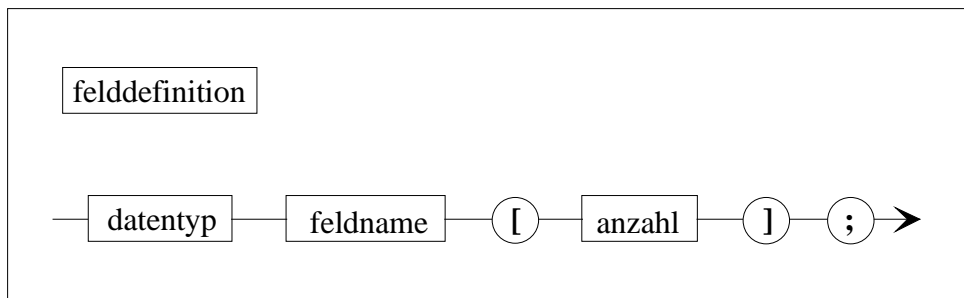 felddefinition
datentyp feldname [ anzahl ] ;